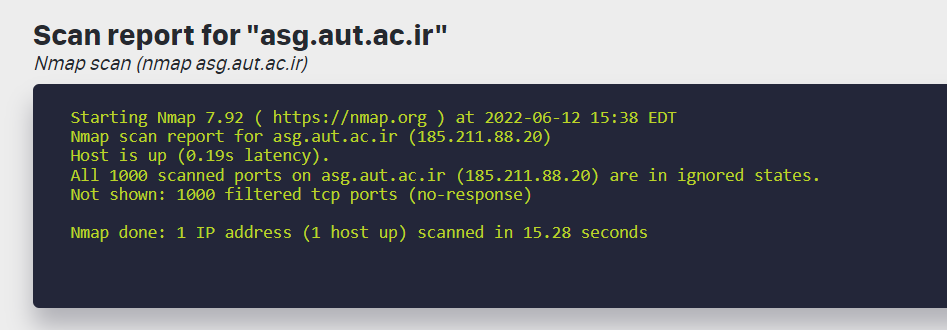 Scan report for "asg.aut.ac.ir"
Nmap scan (nmap asg.aut.ac.ir)
Starting Nmap 7.92 ( https://nmap.org ) at 2022-06-12 15:38 EDT
Nmap scan report for asg.aut.ac.ir (185.211.88.20)
Host is up (0.19s latency).
All 1000 scanned ports on asg.aut.ac.ir (185.211.88.20) are in ignored states.
Not shown: 1000 filtered tcp ports (no-response)
Nmap done: 1 IP address (1 host up) scanned in 15.28 seconds